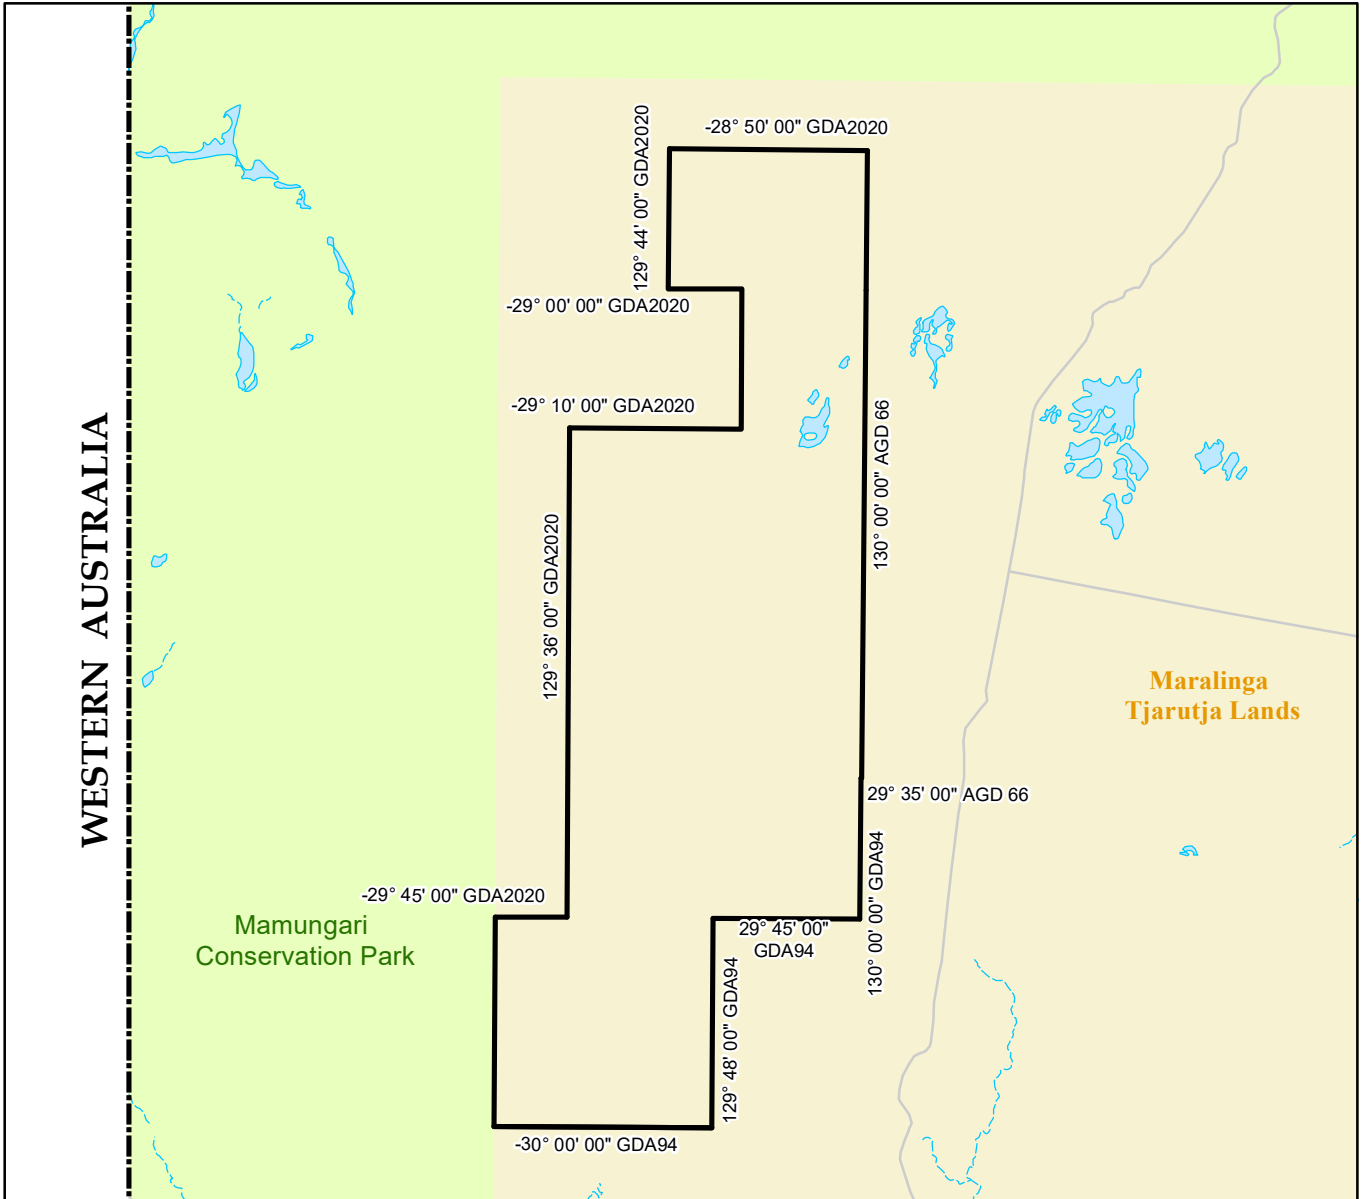 -28° 50' 00" GDA2020
129° 44' 00" GDA2020
-29° 00' 00" GDA2020
-29° 10' 00" GDA2020
130° 00' 00" AGD 66
WESTERN AUSTRALIA
129° 36' 00" GDA2020
Maralinga
Tjarutja Lands
29° 35' 00" AGD 66
130° 00' 00" GDA94
-29° 45' 00" GDA2020
29° 45' 00"
GDA94
Mamungari
Conservation Park
129° 48' 00" GDA94
-30° 00' 00" GDA94